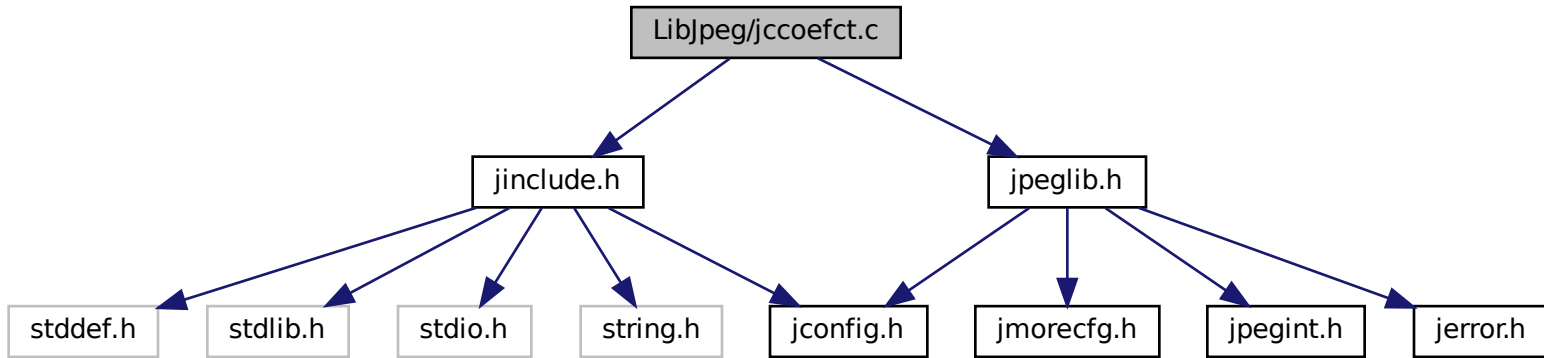 LibJpeg/jccoefct.c
jinclude.h
jpeglib.h
stddef.h
stdlib.h
stdio.h
string.h
jconfig.h
jmorecfg.h
jpegint.h
jerror.h